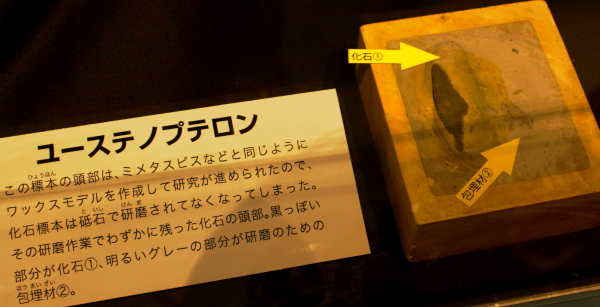 ユーステノプテロン
この標本の頭部は、ミメタスピスなどと同じように
ワックスモデルを作成して研究が進められたので、
化石標本は砥石で研磨されてなくなってしまった。
その研磨作業でわずかに残った化石の頭部。黒っぽい
部分が化石①、明るいグレーの部分が研磨のための
包埋材②。
化石①
包埋材②